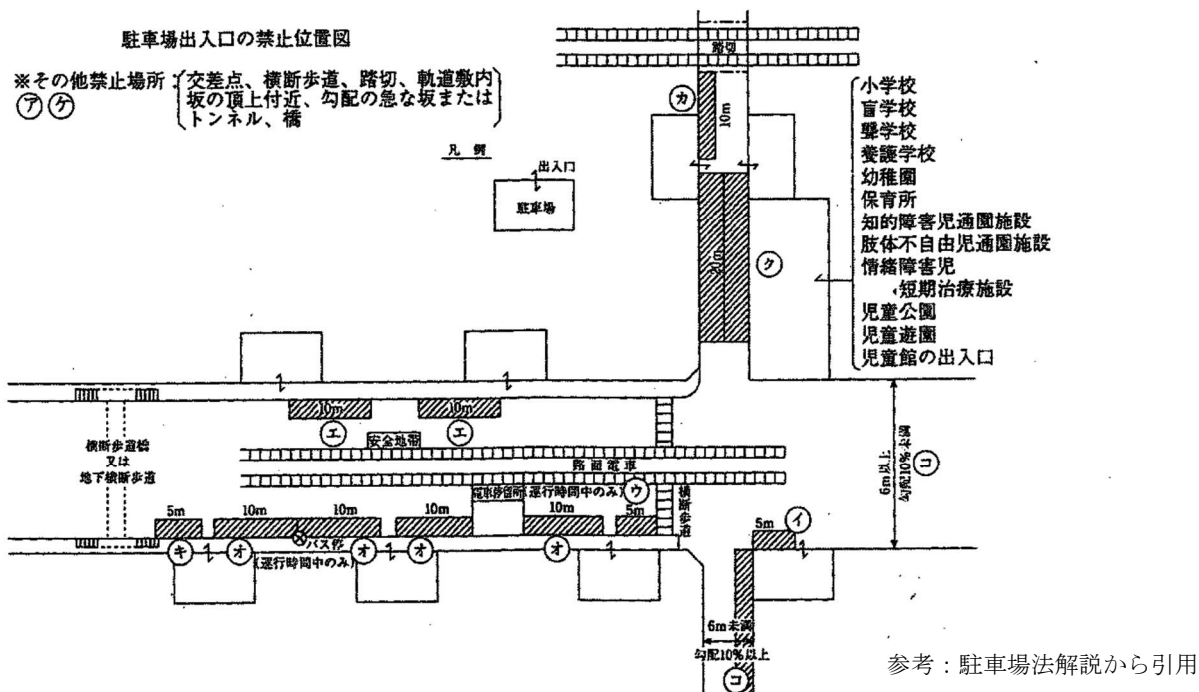 駐車場出入口の禁止位置図
※その他禁止場所：交差点、横断歩道、踏切、軌道敷内
坂の頂上付近、勾配の急な坂または
トンネル、橋
㋐㋘
凡例
出入口
駐車場
踏切
㋕
10m
㋗
小学校
盲学校
聾学校
養護学校
幼稚園
保育所
知的障害児通園施設
肢体不自由児通園施設
情緒障害児
短期治療施設
児童公園
児童遊園
児童館の出入口
10m
10m
㋓
㋓
安全地帯
横断歩道橋
又は
地下横断歩道
路面電車
電車停留所
(運行時間中のみ)
㋒
横断歩道
6m以上
勾配10%未満
㋙
5m
10m
10m
10m
10m
5m
5m
㋑
バス停
㋖
㋔
㋔
㋔
㋔
(運行時間中のみ)
6m未満
勾配10%以上
㋙
参考：駐車場法解説から引用